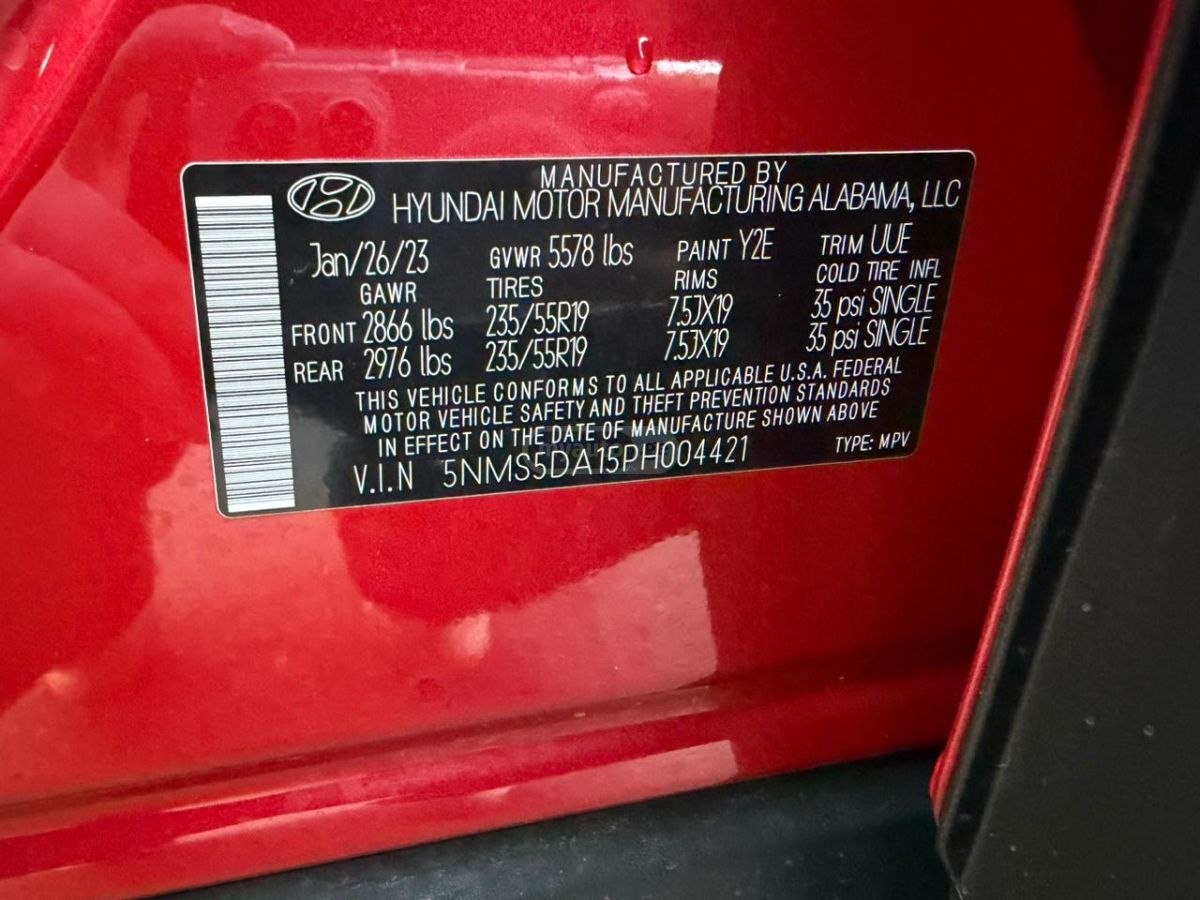 MANUFACTURED BY
HYUNDAI MOTOR MANUFACTURING ALABAMA, LLC
Jan/26/23 GVWR 5578 lbs PAINT Y2E TRIM UUE
GAWR TIRES RIMS COLD TIRE INFL
FRONT 2866 lbs 235/55R19 7.5JX19 35 psi SINGLE
REAR 2976 lbs 235/55R19 7.5JX19 35 psi SINGLE
THIS VEHICLE CONFORMS TO ALL APPLICABLE U.S.A. FEDERAL
MOTOR VEHICLE SAFETY AND THEFT PREVENTION STANDARDS
IN EFFECT ON THE DATE OF MANUFACTURE SHOWN ABOVE
V.I.N 5NMS5DA15PH004421 TYPE: MPV